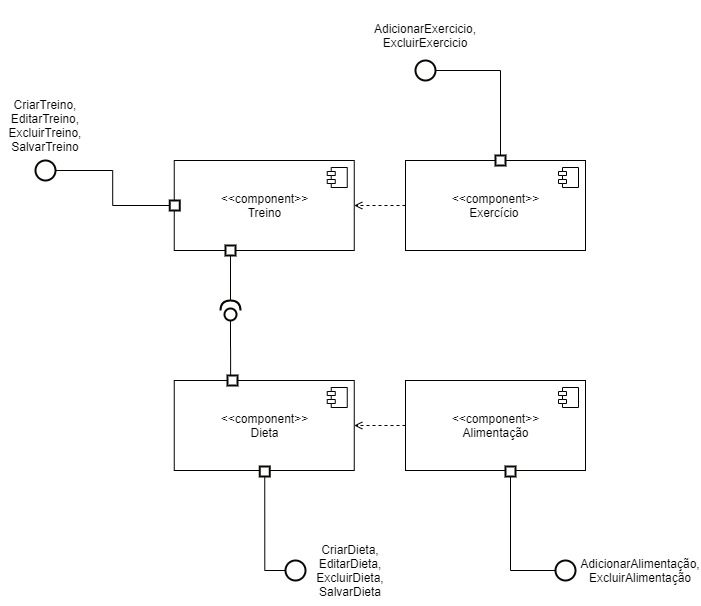 AdicionarExercicio,
ExcluirExercicio
CriarTreino,
EditarTreino,
ExcluirTreino,
SalvarTreino
<<component>>
Treino
<<component>>
Exercício
<<component>>
Dieta
<<component>>
Alimentação
CriarDieta,
EditarDieta,
ExcluirDieta,
SalvarDieta
AdicionarAlimentação,
ExcluirAlimentação